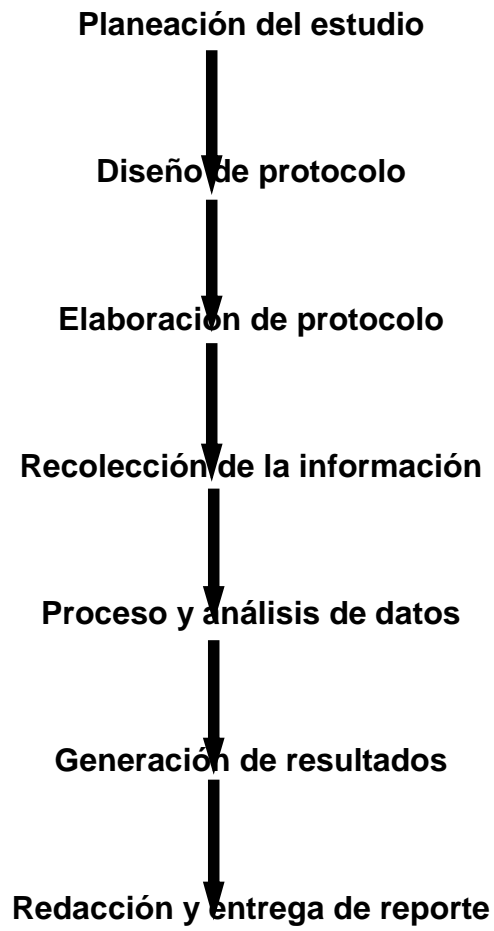 Planeación del estudio
Diseño de protocolo
Elaboración de protocolo
Recolección de la información
Proceso y análisis de datos
Generación de resultados
Redacción y entrega de reporte